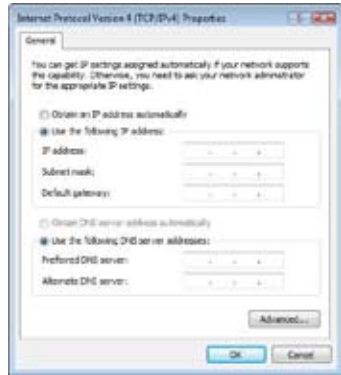 Internet Protocol Version 4 (TCP/IPv4) Properties
General
You can get IP settings assigned automatically if your network supports
this capability. Otherwise, you need to ask your network administrator
for the appropriate IP settings.
Obtain an IP address automatically
Use the following IP address:
IP address:
Subnet mask:
Default gateway:
Obtain DNS server address automatically
Use the following DNS server addresses:
Preferred DNS server:
Alternate DNS server:
Advanced...
OK
Cancel